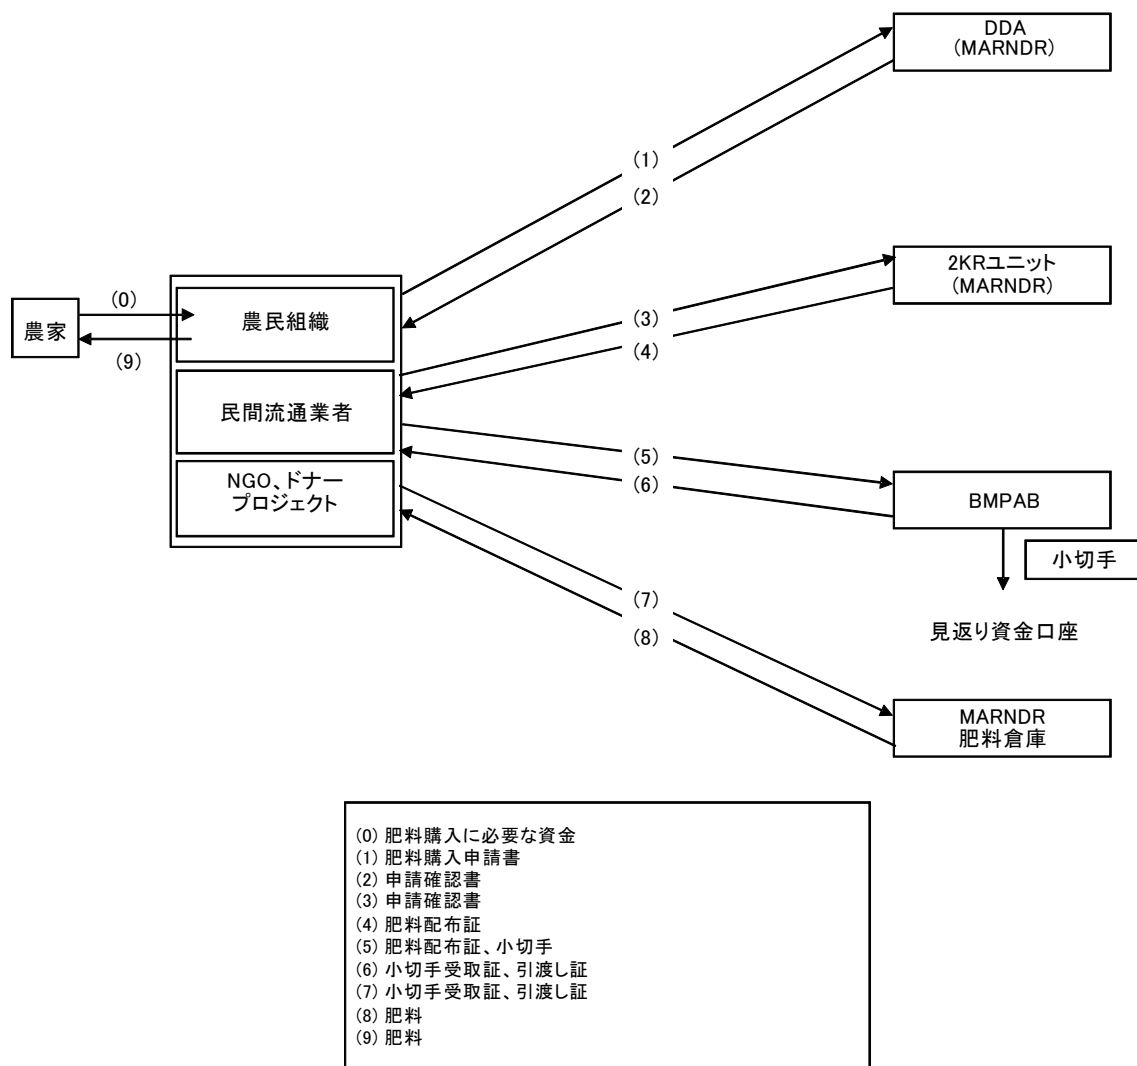 DDA
(MARNDR)
(1)
(2)
2KRユニット
(MARNDR)
(0)
農家
(9)
農民組織
(3)
(4)
民間流通業者
NGO、ドナー
プロジェクト
(5)
(6)
BMPAB
小切手
見返り資金口座
(7)
(8)
MARNDR
肥料倉庫
(0) 肥料購入に必要な資金
(1) 肥料購入申請書
(2) 申請確認書
(3) 申請確認書
(4) 肥料配布証
(5) 肥料配布証、小切手
(6) 小切手受取証、引渡し証
(7) 小切手受取証、引渡し証
(8) 肥料
(9) 肥料